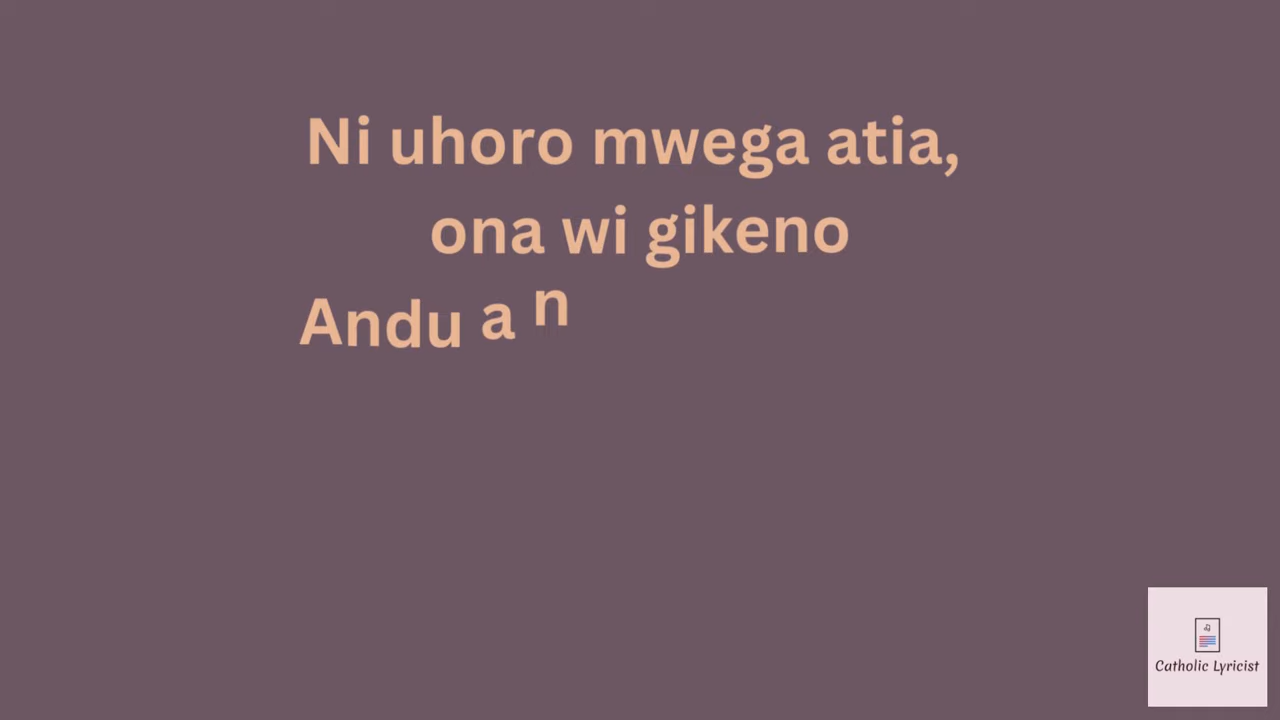 Ni uhoro mwega atia,
ona wi gikeno
Andu a n
Catholic Lyricist